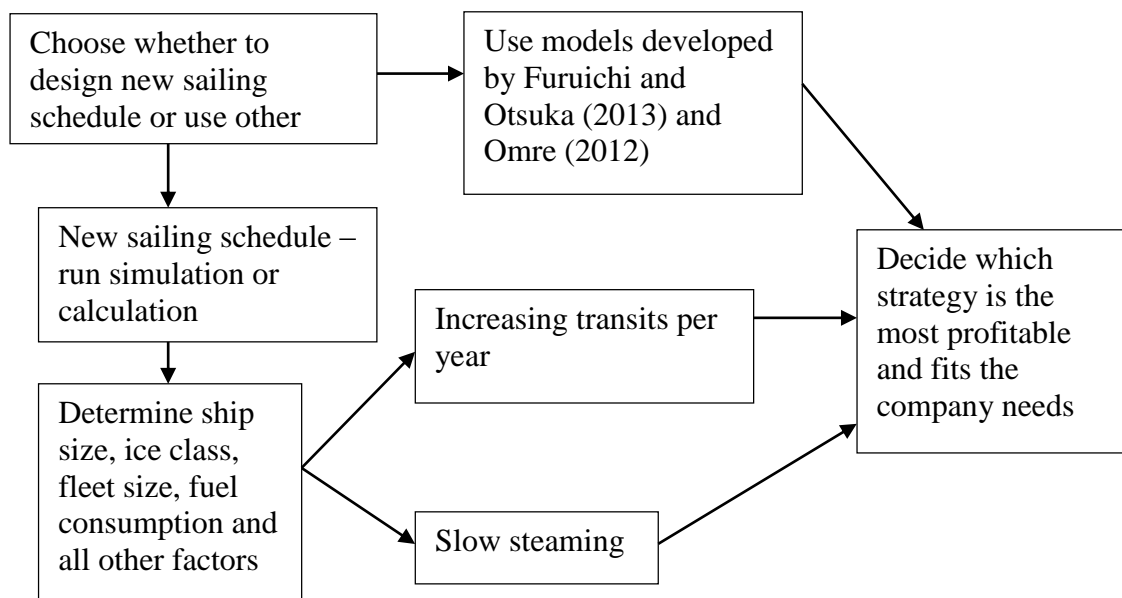 Choose whether to
design new sailing
schedule or use other
Use models developed
by Furuichi and
Otsuka (2013) and
Omre (2012)
New sailing schedule –
run simulation or
calculation
Increasing transits per
year
Decide which
strategy is the
most profitable
and fits the
company needs
Determine ship
size, ice class,
fleet size, fuel
consumption and
all other factors
Slow steaming